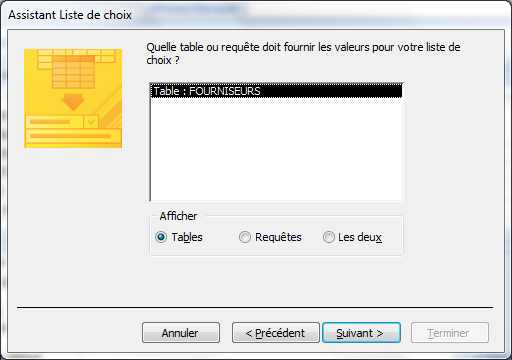 Assistant Liste de choix
Quelle table ou requête doit fournir les valeurs pour votre liste de
choix ?
Table : FOURNISEURS
Afficher
Tables Requêtes Les deux
Annuler < Précédent Suivant > Terminer